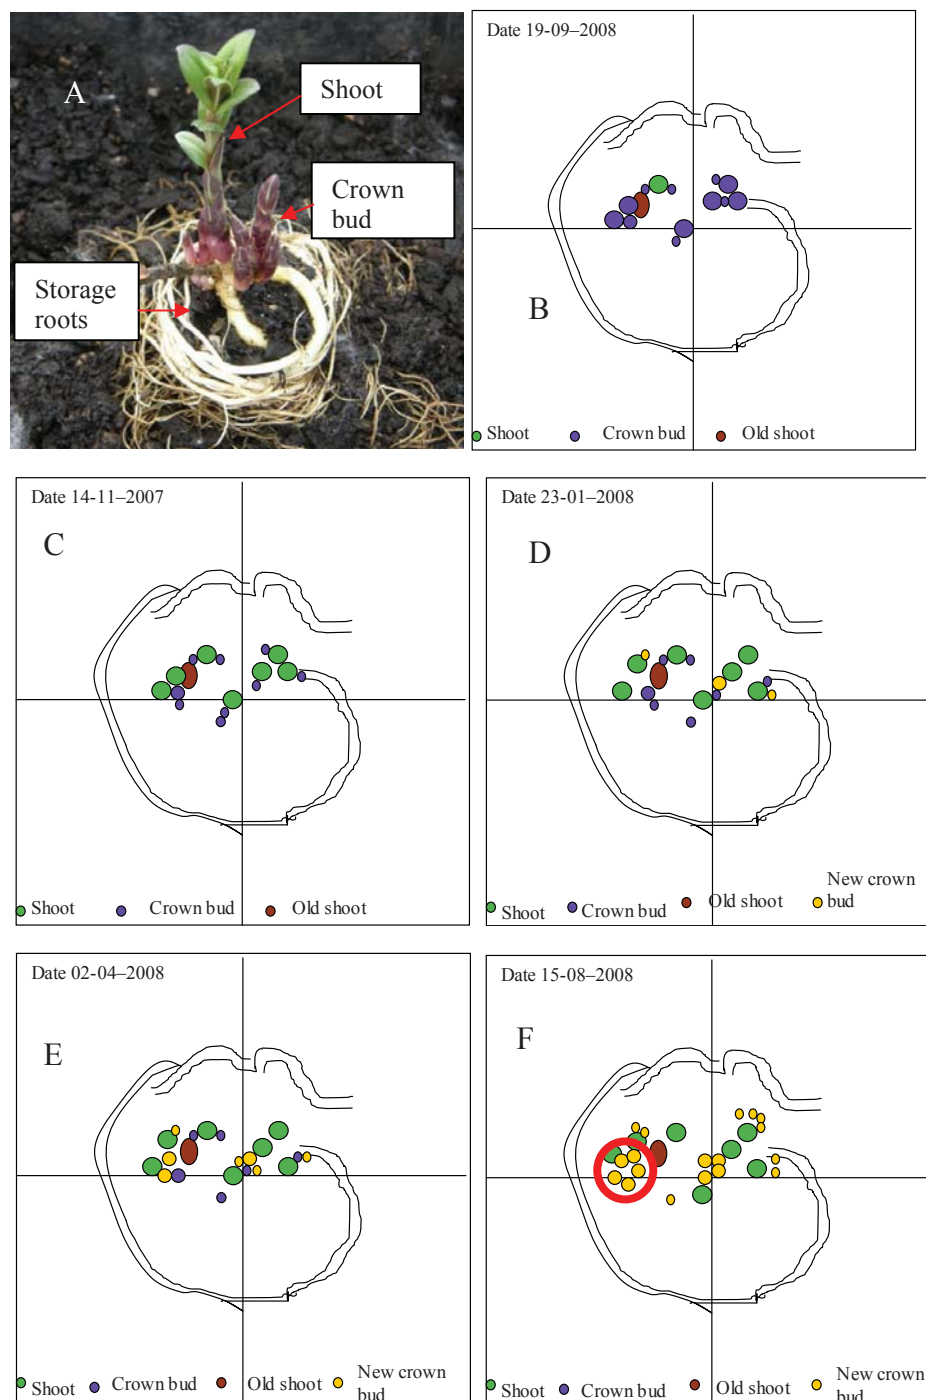 A
Shoot
Crown
bud
Storage
roots
Date 19-09–2008
B
Shoot Crown bud Old shoot
Date 14-11–2007
C
Shoot Crown bud Old shoot
Date 23-01–2008
D
New crown
Shoot Crown bud Old shoot bud
Date 02-04–2008
E
New crown
Shoot Crown bud Old shoot bud
Date 15-08–2008
F
New crown
Shoot Crown bud Old shoot bud